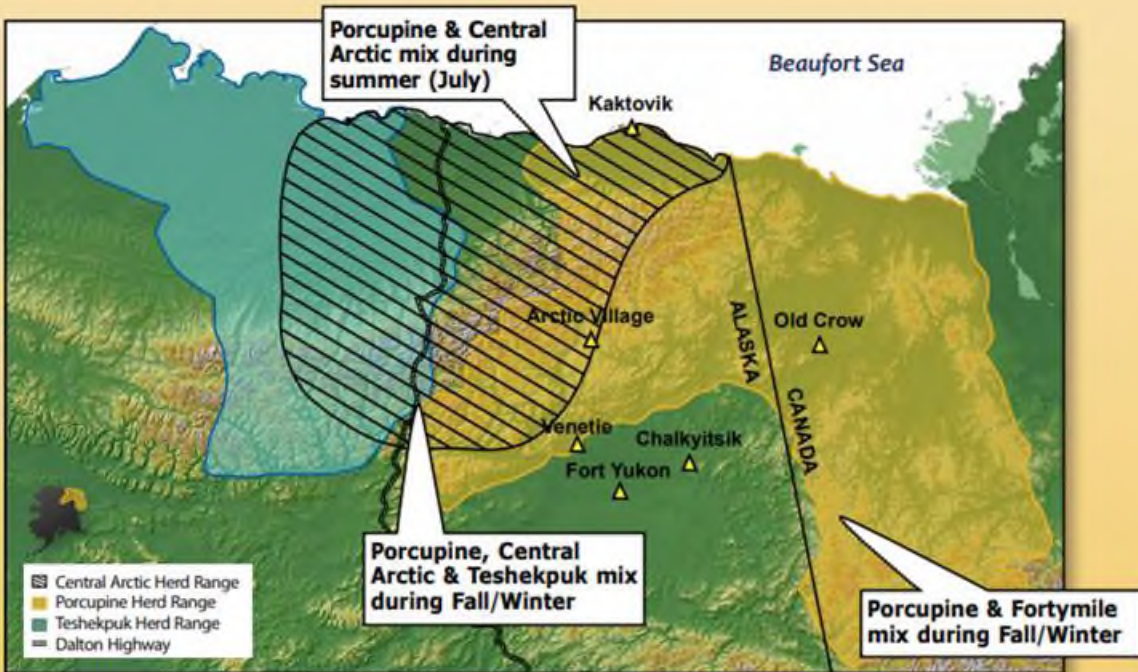 Porcupine & Central
Arctic mix during
summer (July)
Beaufort Sea
Kaktovik
Arctic Village
ALASKA
Old Crow
CANADA
Venetie
Chalkyitsik
Fort Yukon
Porcupine, Central
Arctic & Teshekpuk mix
during Fall/Winter
Central Arctic Herd Range
Porcupine Herd Range
Teshekpuk Herd Range
Dalton Highway
Porcupine & Fortymile
mix during Fall/Winter